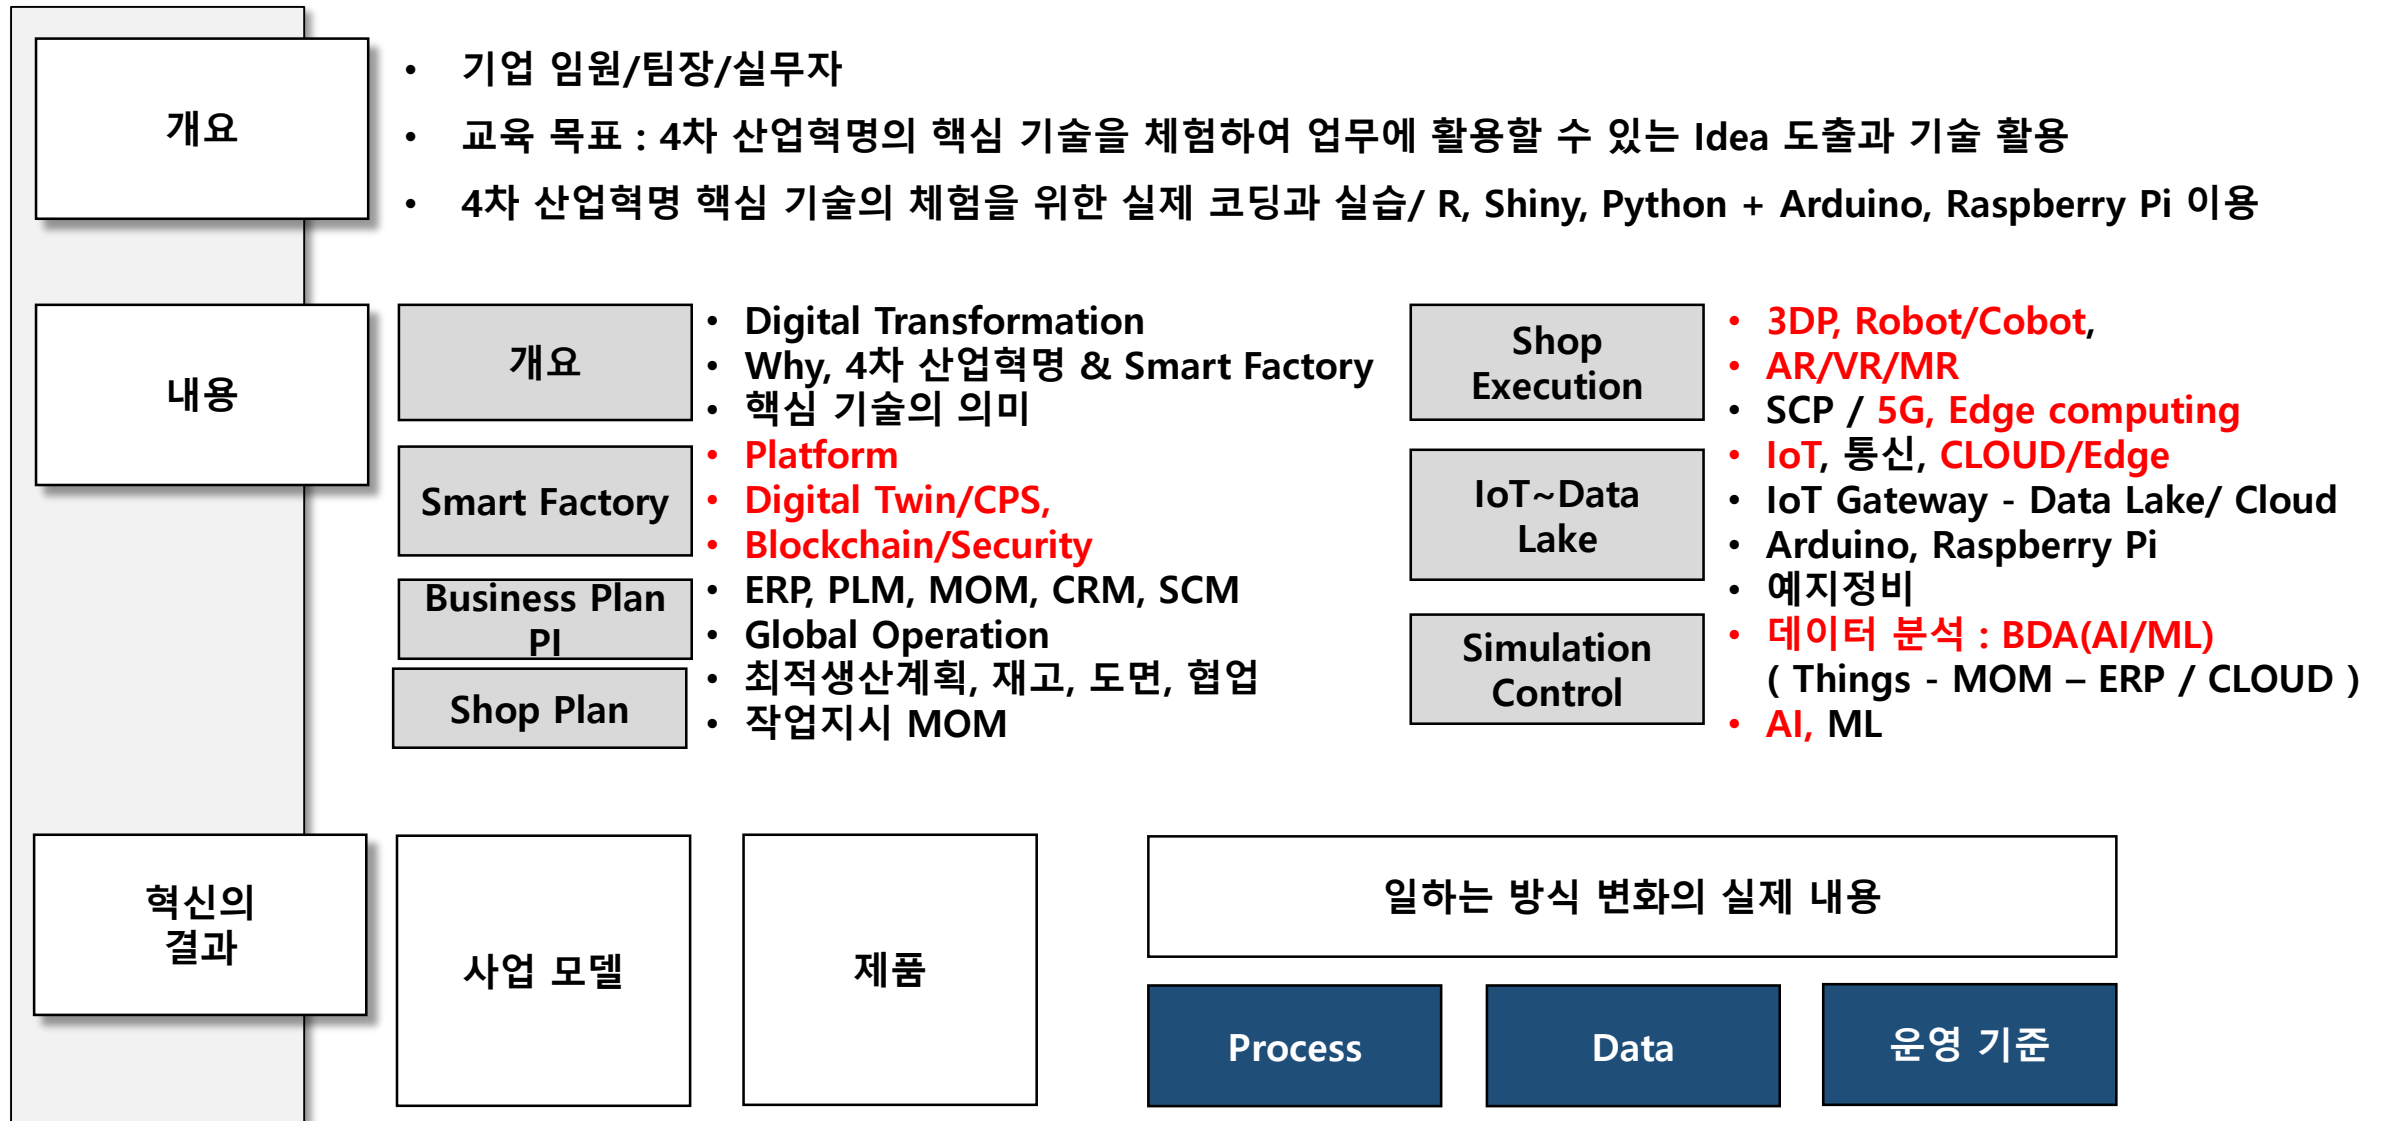 개요
• 기업 임원/팀장/실무자
• 교육 목표 : 4차 산업혁명의 핵심 기술을 체험하여 업무에 활용할 수 있는 Idea 도출과 기술 활용
• 4차 산업혁명 핵심 기술의 체험을 위한 실제 코딩과 실습/ R, Shiny, Python + Arduino, Raspberry Pi 이용
내용
개요
• Digital Transformation
• Why, 4차 산업혁명 & Smart Factory
• 핵심 기술의 의미
Smart Factory
• Platform
• Digital Twin/CPS,
• Blockchain/Security
Business Plan
PI
• ERP, PLM, MOM, CRM, SCM
• Global Operation
Shop Plan
• 최적생산계획, 재고, 도면, 협업
• 작업지시 MOM
Shop
Execution
• 3DP, Robot/Cobot,
• AR/VR/MR
• SCP / 5G, Edge computing
IoT~Data
Lake
• IoT, 통신, CLOUD/Edge
• IoT Gateway - Data Lake/ Cloud
• Arduino, Raspberry Pi
• 예지정비
Simulation
Control
• 데이터 분석 : BDA(AI/ML)
( Things - MOM – ERP / CLOUD )
• AI, ML
혁신의
결과
사업 모델
제품
일하는 방식 변화의 실제 내용
Process
Data
운영 기준